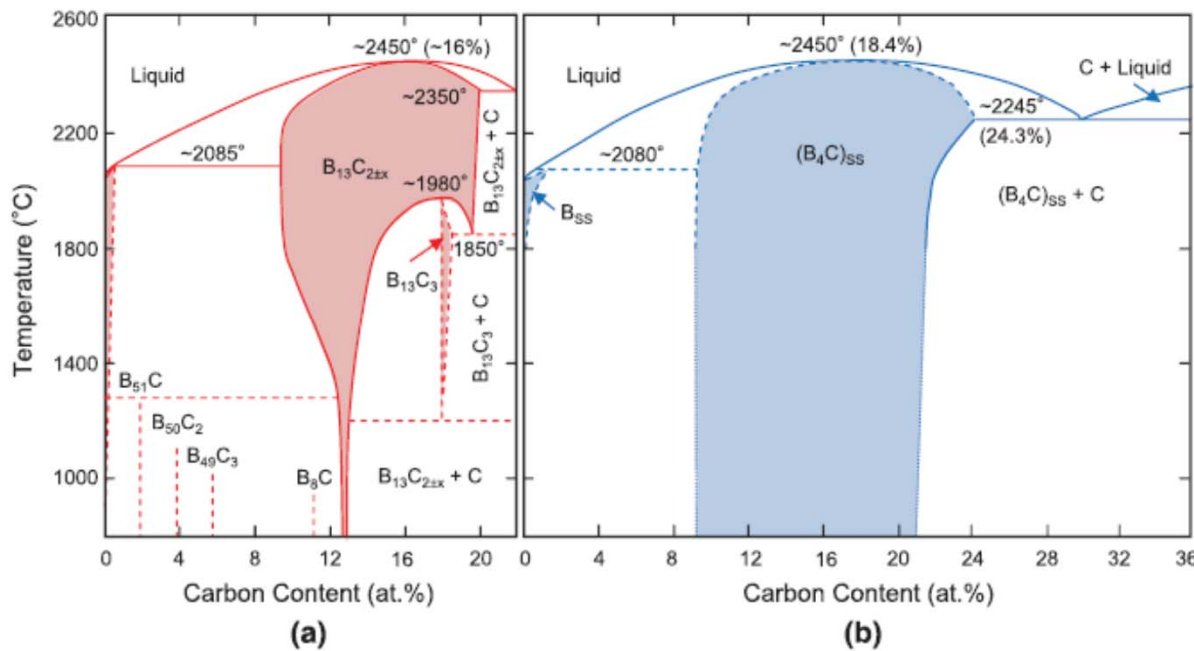 2600
2200
1800
1400
1000
Temperature (°C)
Liquid
~2450° (~16%)
~2350°
~2085°
B₁₃C₂±ₓ
~1980°
B₁₃C₂±ₓ + C
1850°
B₁₃C₃
B₁₃C₃ + C
B₅₁C
B₅₀C₂
B₄₉C₃
B₈C
B₁₃C₂±ₓ + C
0 4 8 12 16 20
Carbon Content (at.%)
(a)
Liquid
~2450° (18.4%)
C + Liquid
~2245°
(24.3%)
~2080°
(B₄C)SS
BSS
(B₄C)SS + C
0 4 8 12 16 20 24 28 32 36
Carbon Content (at.%)
(b)